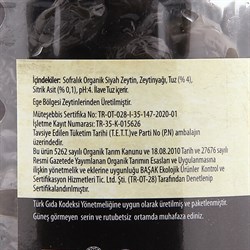 İçindekiler: Sofralık Organik Siyah Zeytin, Zeytinyağı, Tuz (% 4),
Sitrik Asit (% 0,1), pH:4. İlave Tuz içerir.
Ege Bölgesi Zeytinlerinden Üretilmiştir.
Müteşebbis Sertifika No: TR-OT-028-I-35-147-2020-01
İşletme Kayıt Numarası: TR-35-K-015626
Tavsiye Edilen Tüketim Tarihi (T.E.T.T.) ve Parti No (P.N) ambalajın
üzerindedir.
Bu ürün 5262 sayılı Organik Tarım Kanunu ve 18.08.2010 Tarih ve 27676 sayılı
Resmi Gazetede Yayımlanan Organik Tarımın Esasları ve Uygulanmasına
ilişkin yönetmelik ve eklerine uygunluğu BAŞAK Ekolojik Ürünler Kontrol ve
Sertifikasyon Hizmetleri Tic. Ltd. Şti. (TR-OT-28) Tarafından Denetlenip
Sertifikalandırılmıştır.
Türk Gıda Kodeksi Yönetmeliğine uygun olarak üretilmiş ve paketlenmiştir.
Güneş görmeyen serin ve rutubetsiz ortamda muhafaza ediniz.